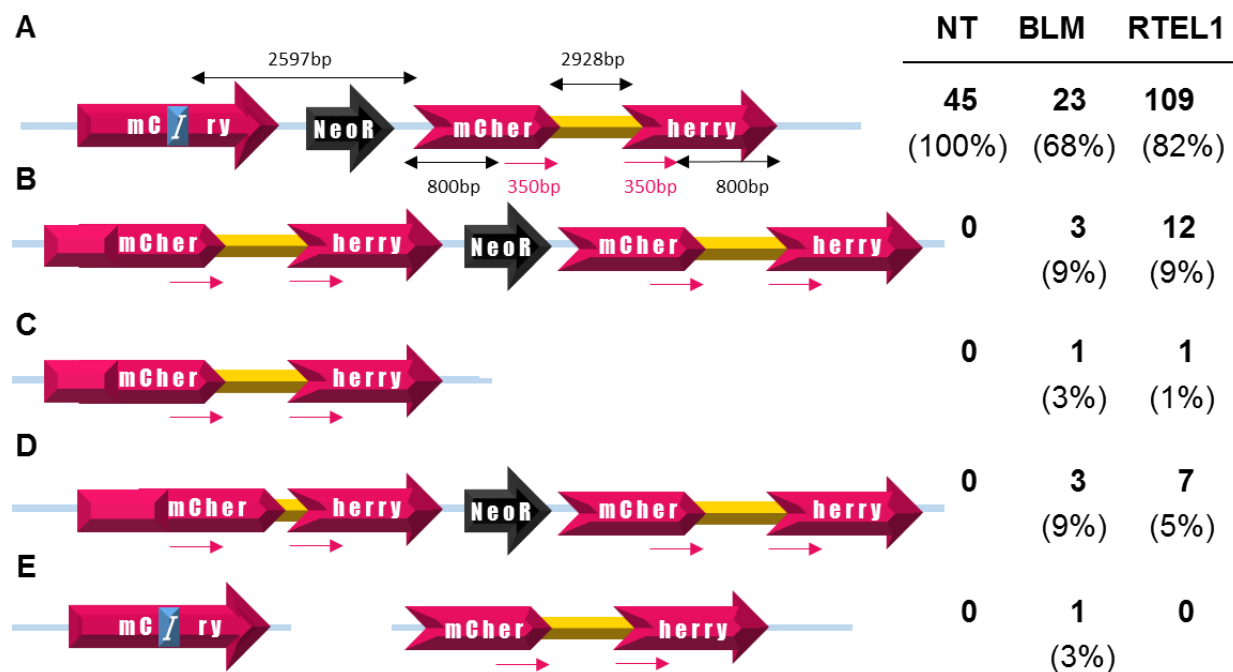 A
NT BLM RTEL1
2597bp
2928bp
mC I ry
NeoR
mCher
herry
45 23 109
(100%) (68%) (82%)
800bp
350bp
350bp
800bp
B
mCher
herry
NeoR
mCher
herry
0 3 12
(9%) (9%)
C
mCher
herry
0 1 1
(3%) (1%)
D
mCher
herry
NeoR
mCher
herry
0 3 7
(9%) (5%)
E
mC I ry
mCher
herry
0 1 0
(3%)